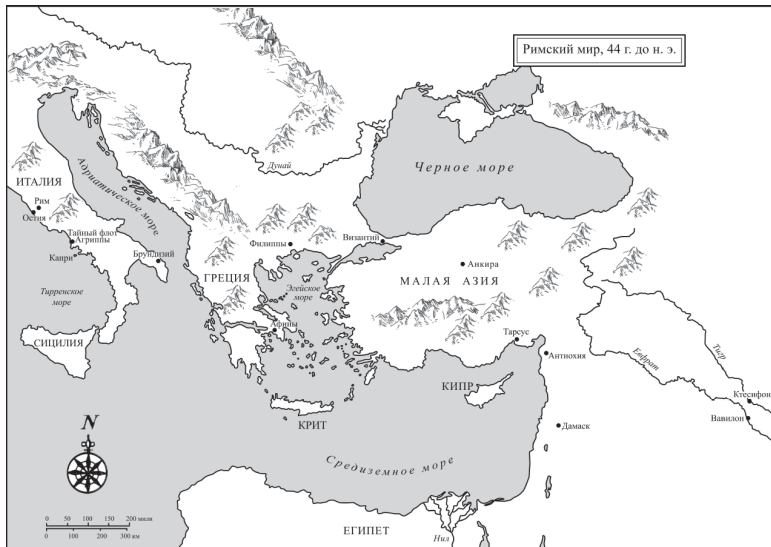 Римский мир, 44 г. до н. э.
Дунай
Черное море
Адриатическое море
ИТАЛИЯ
Рим
Остия
Тайный флот
Агриппы
Капри
Брундизий
Филиппы
Византий
Анкира
ГРЕЦИЯ
МАЛАЯ АЗИЯ
Эгейское
море
Тирренское
море
Афины
СИЦИЛИЯ
Тарсус
Антиохия
Евфрат
Тигр
Ктесифон
Вавилон
КИПР
Дамаск
КРИТ
N
Средиземное море
0 50 100 150 200 мили
0 100 200 300 км
ЕГИПЕТ
Нил